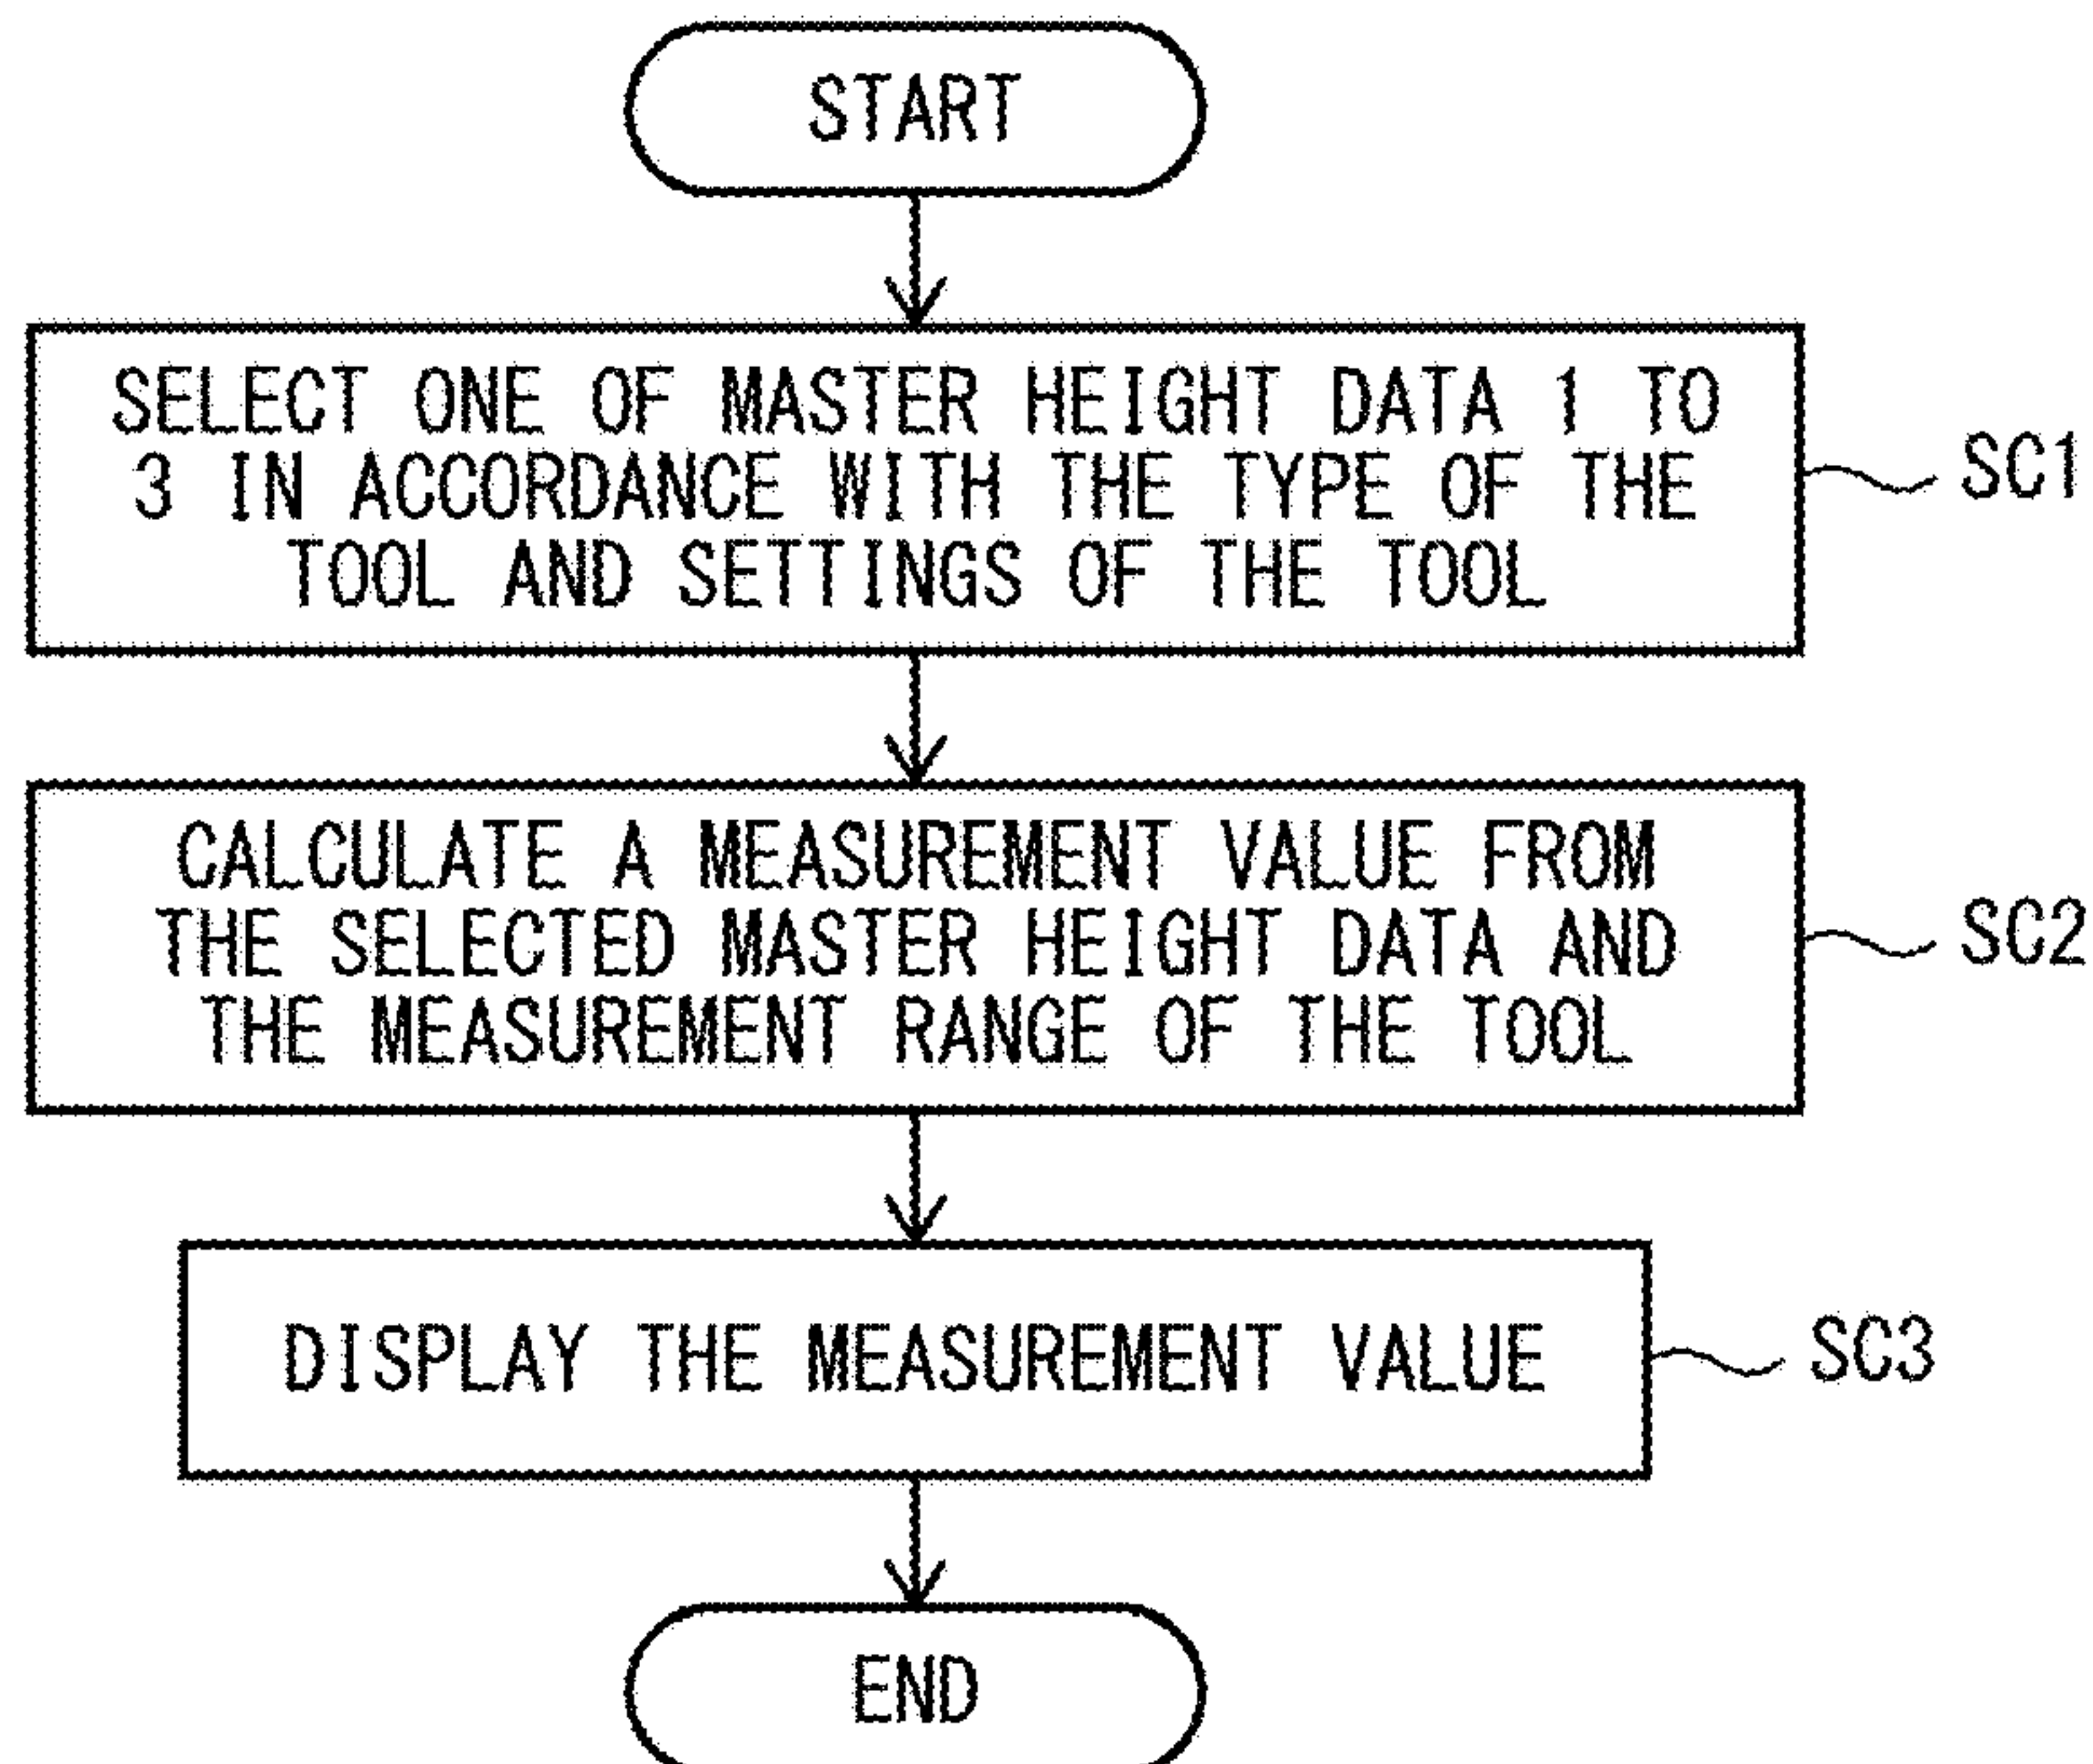 START
SELECT ONE OF MASTER HEIGHT DATA 1 TO
3 IN ACCORDANCE WITH THE TYPE OF THE
TOOL AND SETTINGS OF THE TOOL
SC1
CALCULATE A MEASUREMENT VALUE FROM
THE SELECTED MASTER HEIGHT DATA AND
THE MEASUREMENT RANGE OF THE TOOL
SC2
DISPLAY THE MEASUREMENT VALUE
SC3
END